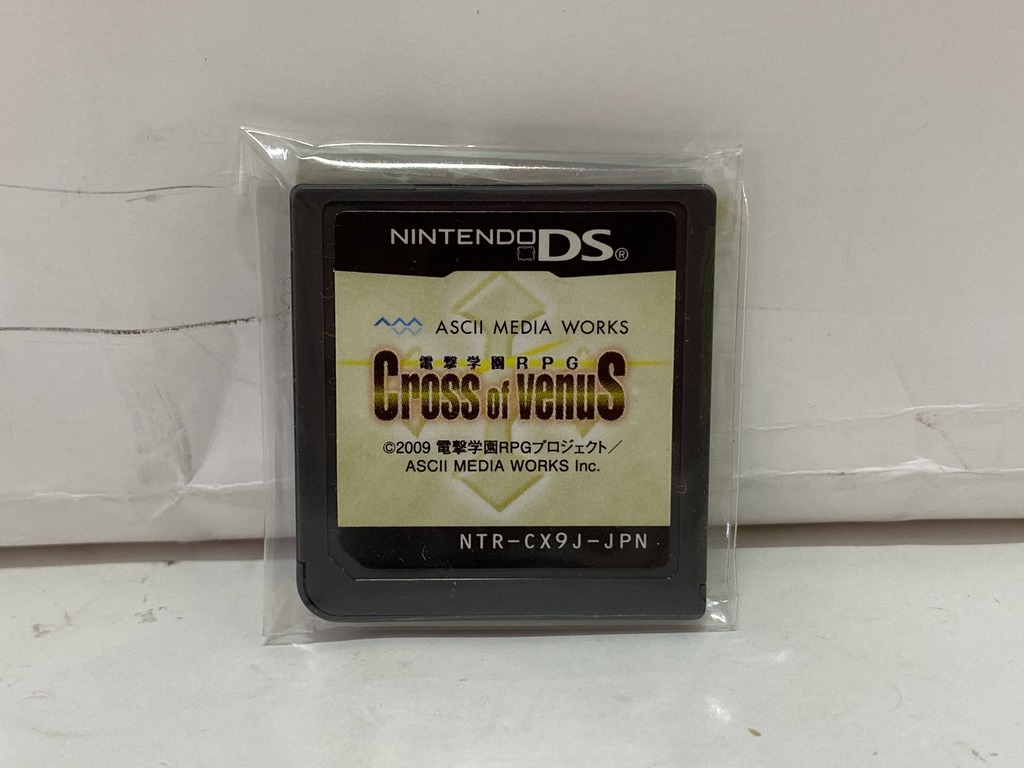 NINTENDO DS®
ASCII MEDIA WORKS
電撃学園RPG
Cross of Venus
©2009 電撃学園RPGプロジェクト/
ASCII MEDIA WORKS Inc.
NTR-CX9J-JPN